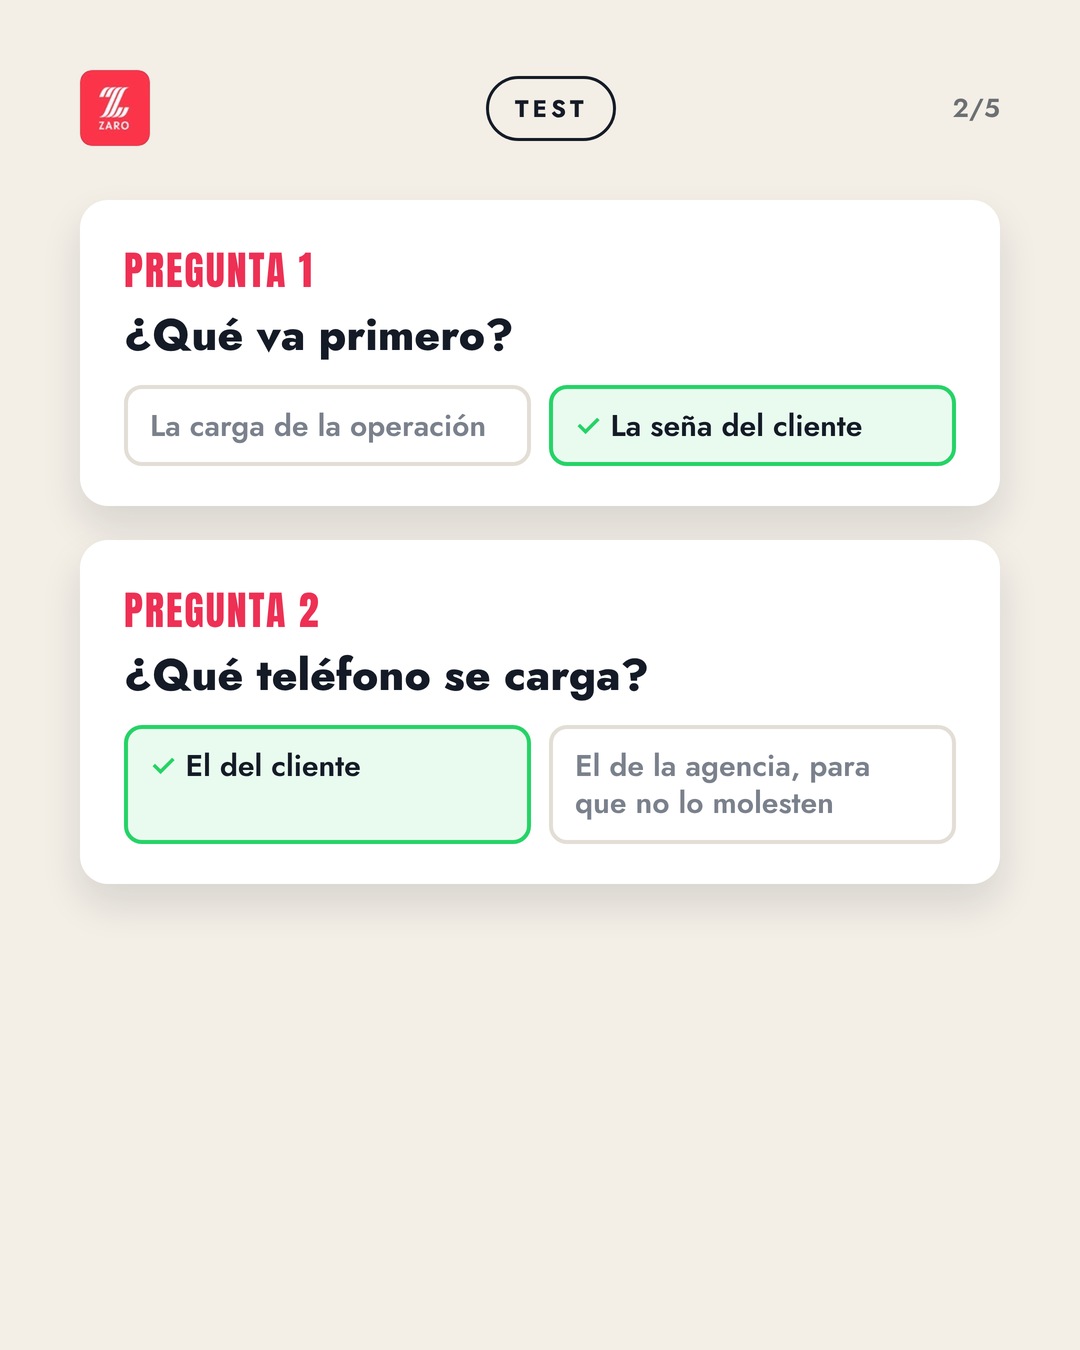 ZARO
TEST
2/5
PREGUNTA 1
¿Qué va primero?
La carga de la operación
✓ La seña del cliente
PREGUNTA 2
¿Qué teléfono se carga?
✓ El del cliente
El de la agencia, para
que no lo molesten